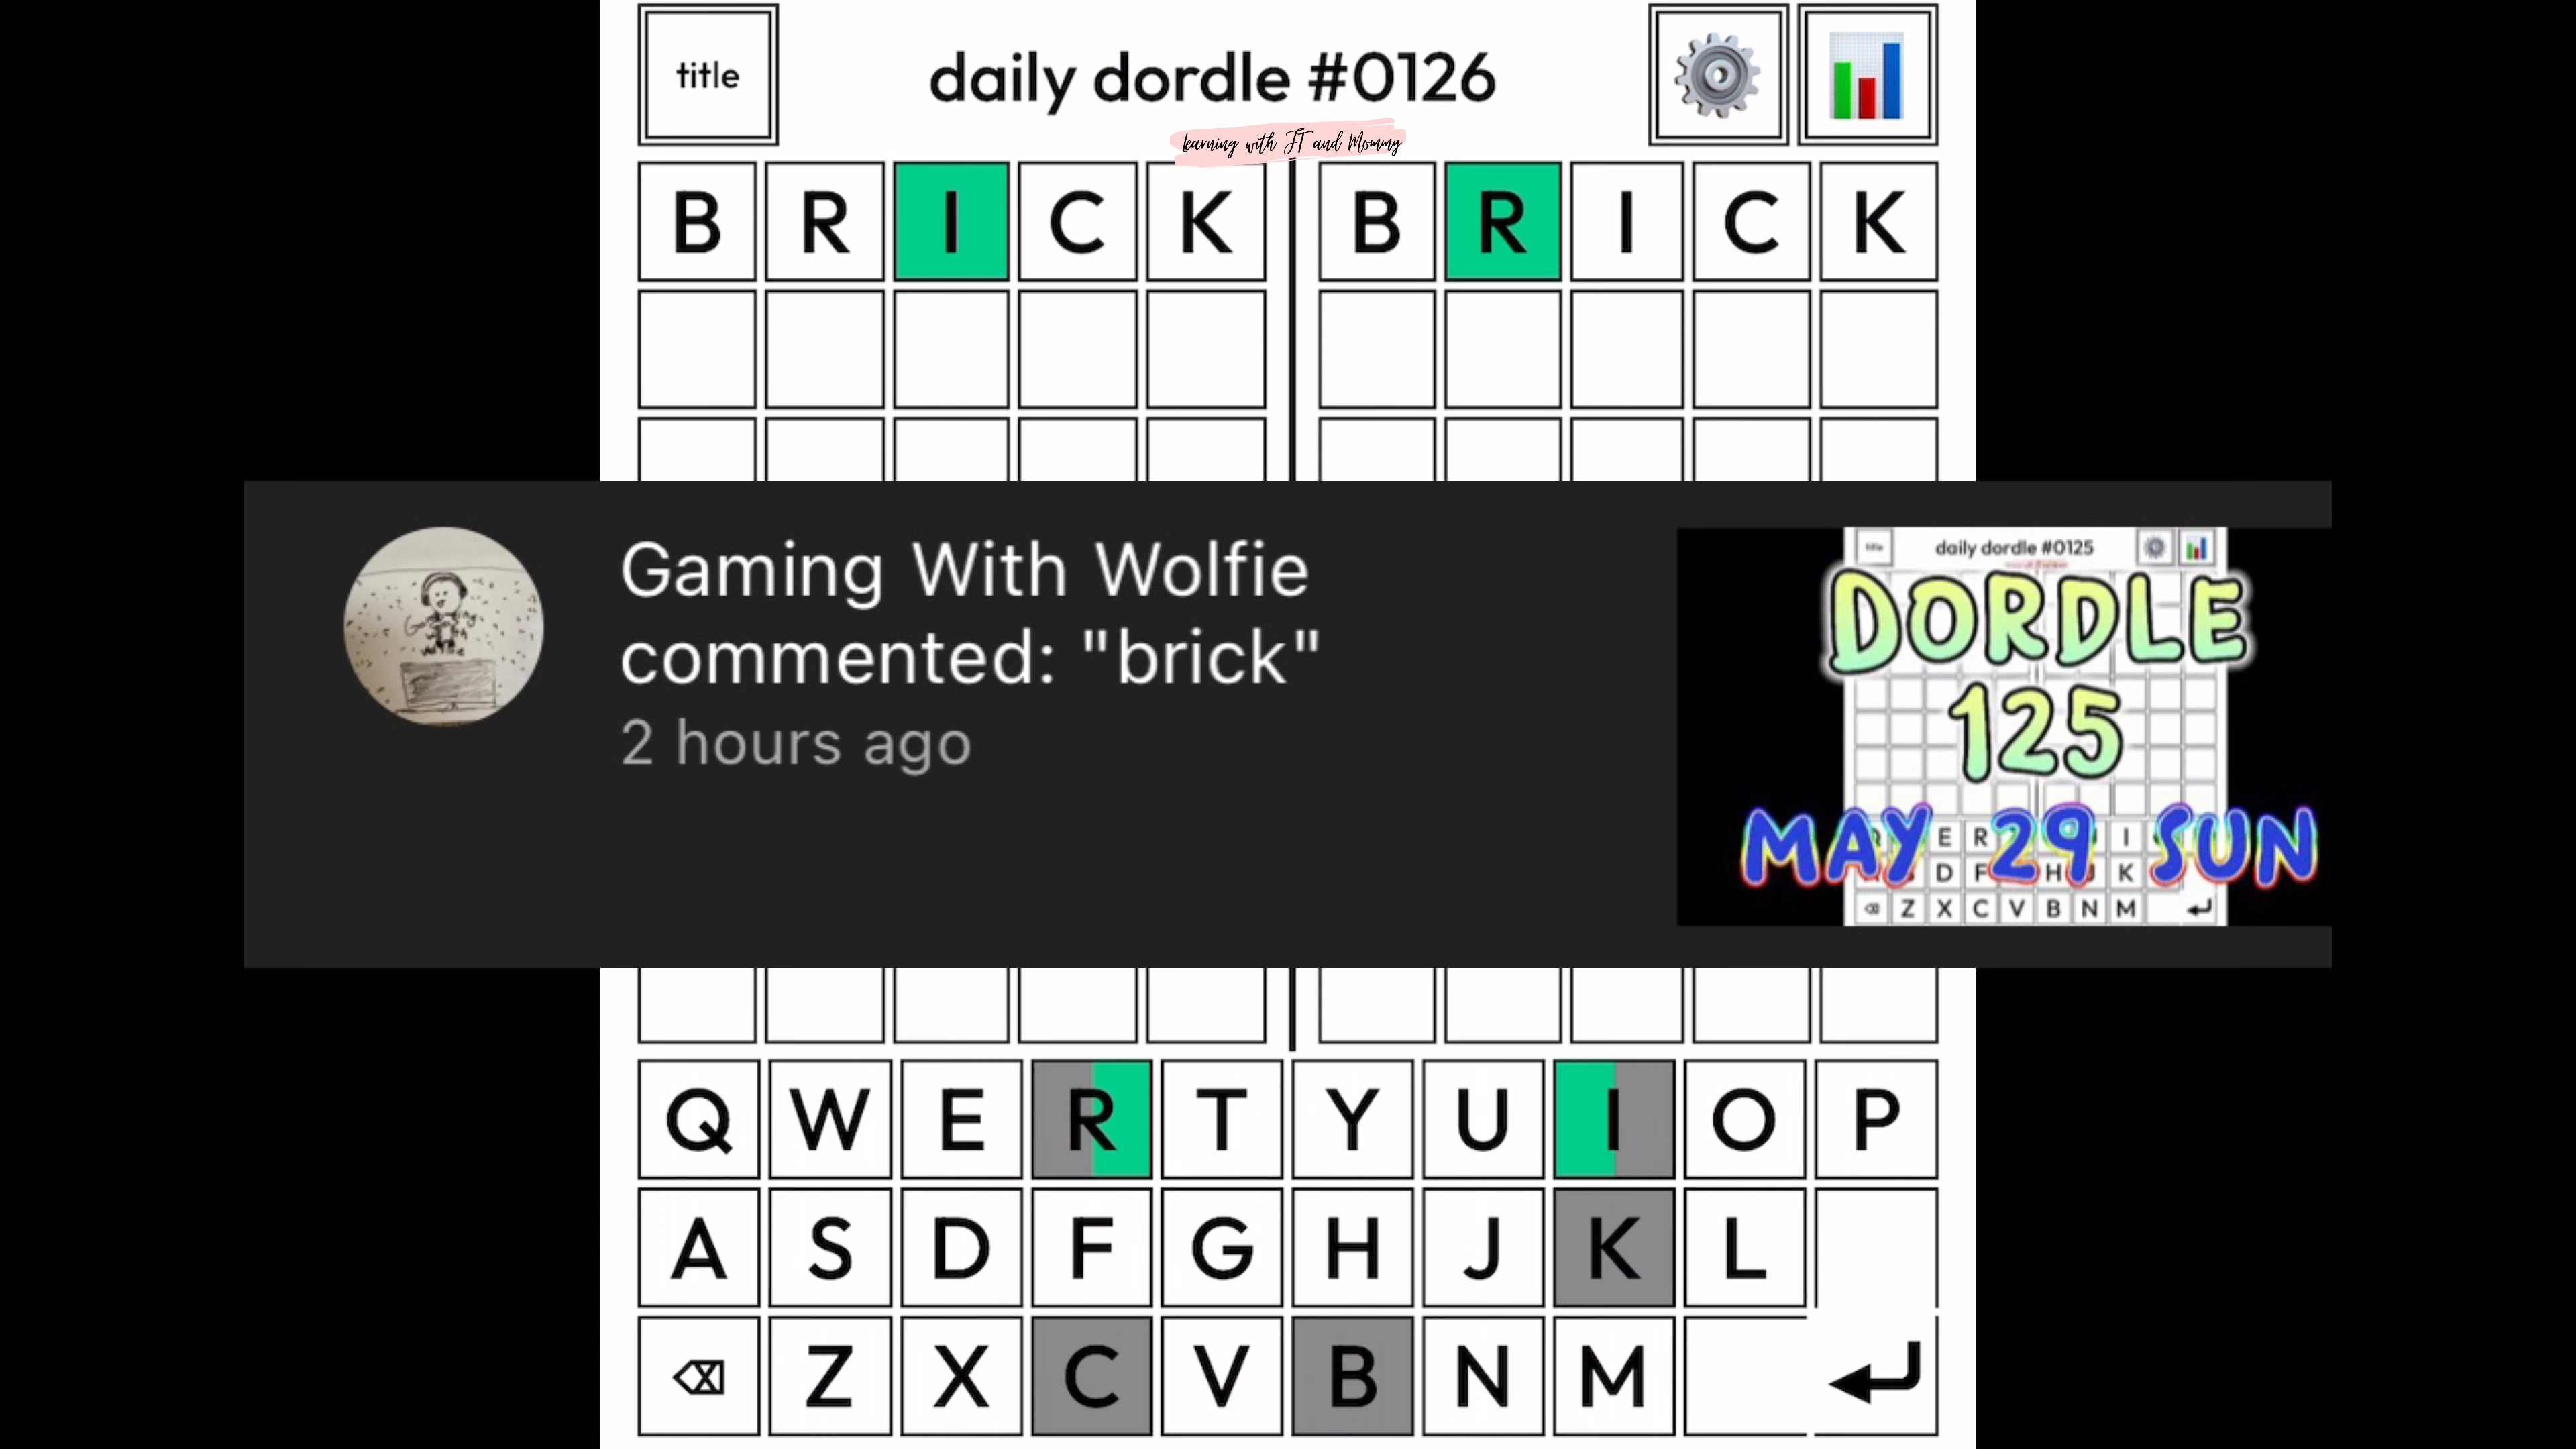 title
daily dordle #0126
learning with JT and Mommy
B R I C K B R I C K
Gaming With Wolfie
commented: "brick"
2 hours ago
title
daily dordle #0125
DORDLE
125
MAY 29 SUN
E R I
D F H K
Z X C V B N M
Q W E R T Y U I O P
A S D F G H J K L
Z X C V B N M